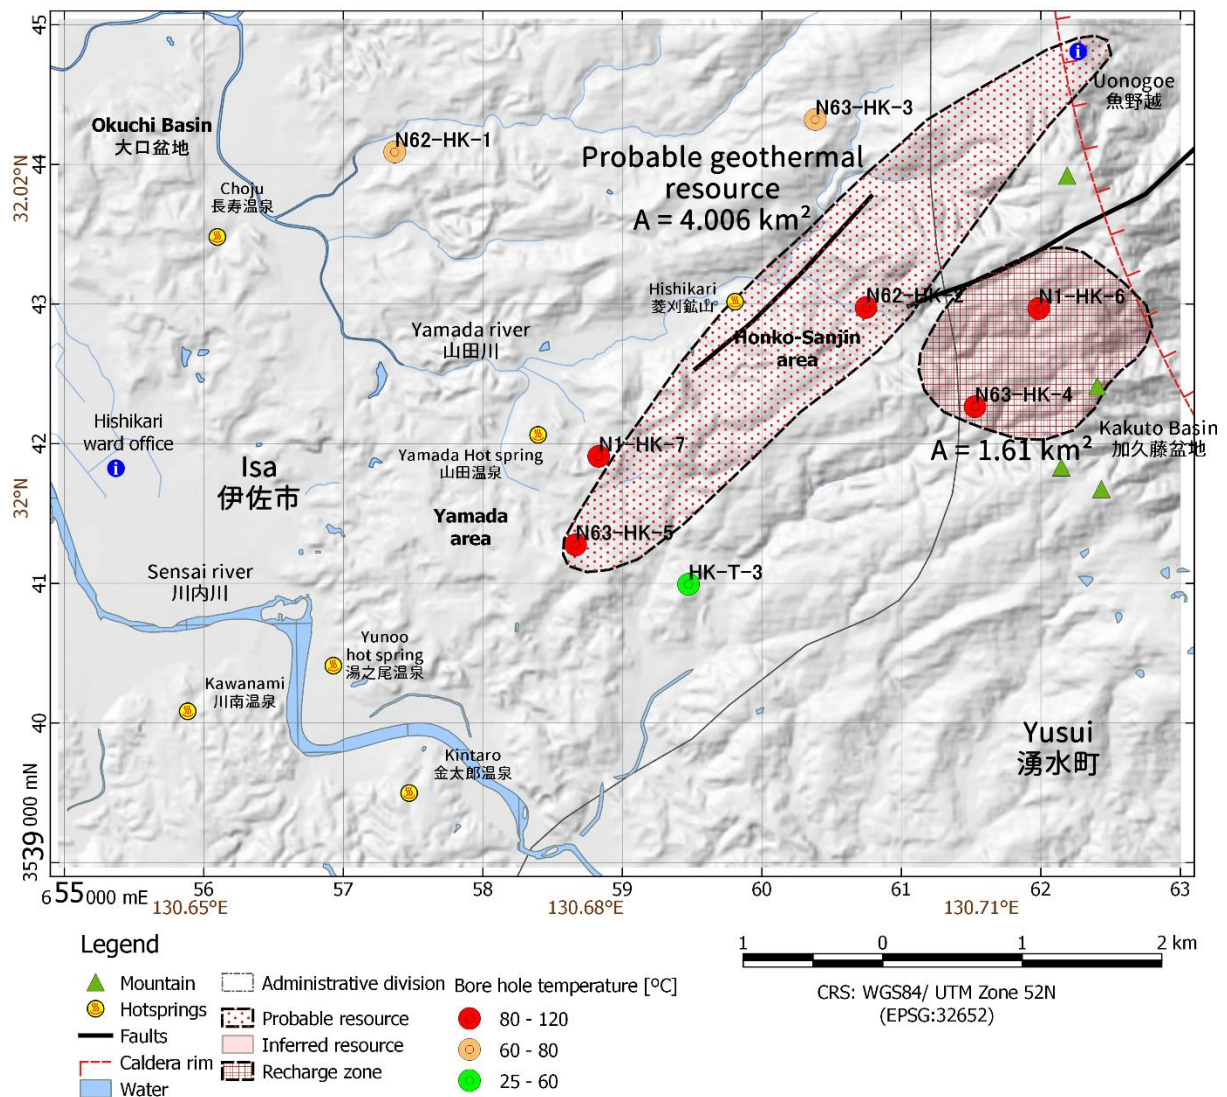 45
44
43
42
41
40
3539 000 mN
32.02°N
32°N
Okuchi Basin
大口盆地
Choju
長寿温泉
N62-HK-1
N63-HK-3
Uonogoe
魚野越
Probable geothermal
resource
A = 4.006 km²
Hishikari
菱刈鉱山
N62-HK-2
N1-HK-6
Honko-Sanjin
area
Yamada river
山田川
N63-HK-4
Hishikari
ward office
Kakuto Basin
加久藤盆地
A = 1.61 km²
N1-HK-7
Yamada Hot spring
山田温泉
Isa
伊佐市
Yamada
area
N63-HK-5
HK-T-3
Sensai river
川内川
Yunoo
hot spring
湯之尾温泉
Kawanami
川南温泉
Kintaro
金太郎温泉
Yusui
湧水町
655000 mE
56
57
58
59
60
61
62
63
130.65°E
130.68°E
130.71°E
Legend
Mountain
Hotsprings
Faults
Caldera rim
Water
Administrative division
Probable resource
Inferred resource
Recharge zone
Bore hole temperature [°C]
80 - 120
60 - 80
25 - 60
1 0 1 2 km
CRS: WGS84/ UTM Zone 52N
(EPSG:32652)